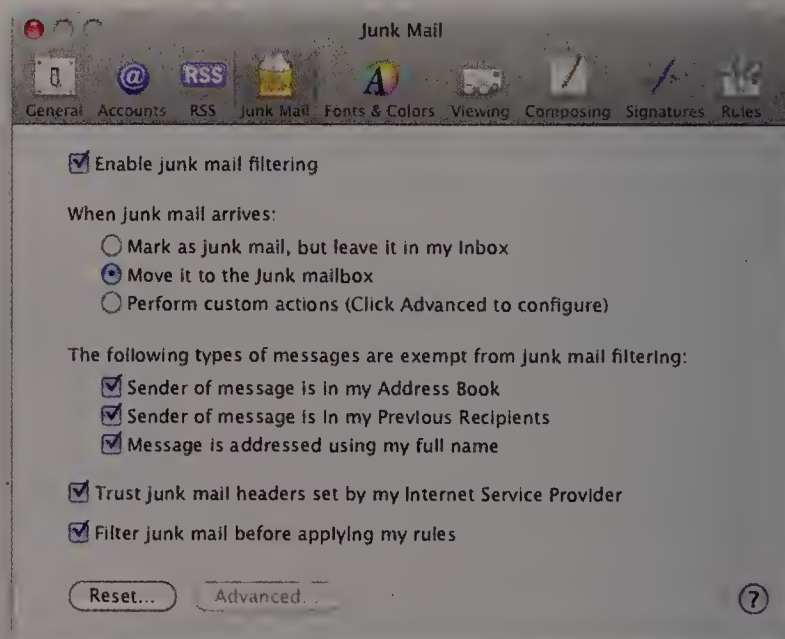 Junk Mail
General Accounts RSS Junk Mail Fonts & Colors Viewing Composing Signatures Rules
Enable junk mail filtering
When junk mail arrives:
Mark as junk mail, but leave it in my Inbox
Move it to the Junk mailbox
Perform custom actions (Click Advanced to configure)
The following types of messages are exempt from junk mail filtering:
Sender of message is in my Address Book
Sender of message is in my Previous Recipients
Message is addressed using my full name
Trust junk mail headers set by my Internet Service Provider
Filter junk mail before applying my rules
Reset... Advanced... ?